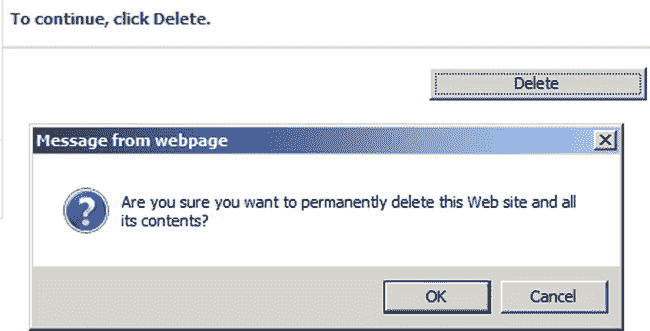 To continue, click Delete.
Delete
Message from webpage
Are you sure you want to permanently delete this Web site and all
its contents?
OK
Cancel